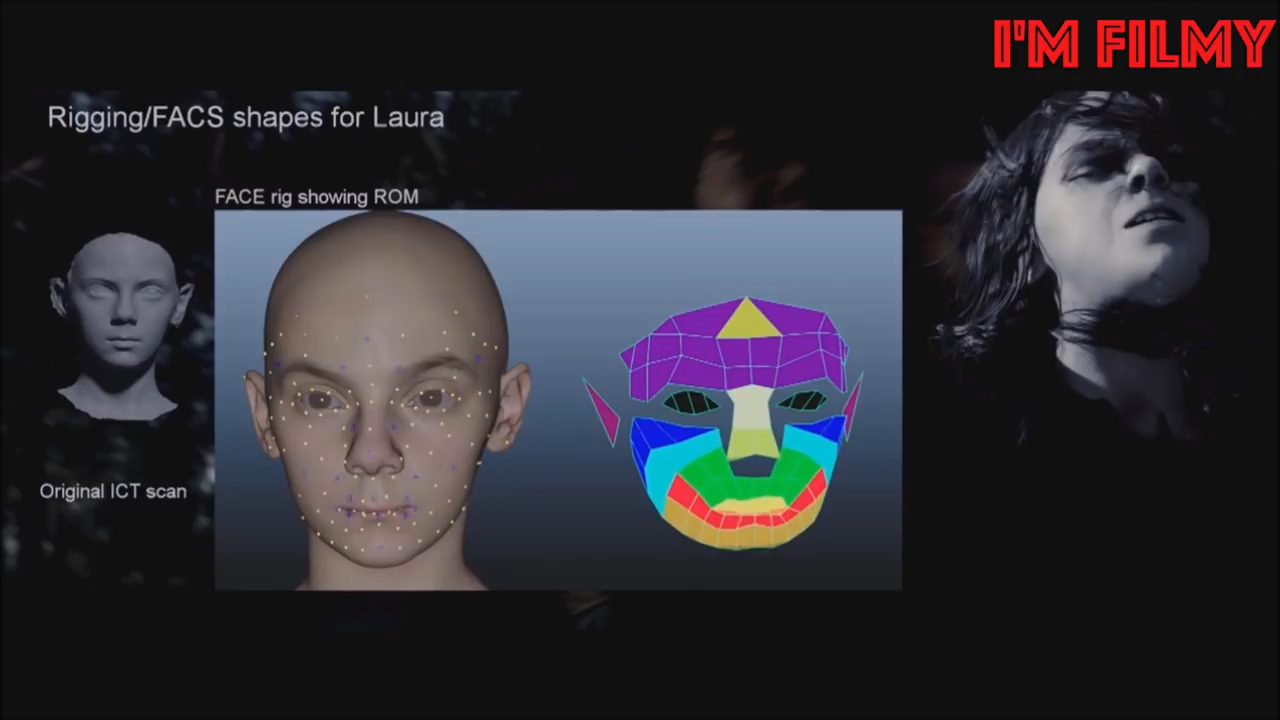 I'M FILMY
Rigging/FACS shapes for Laura
FACE rig showing ROM
Original ICT scan